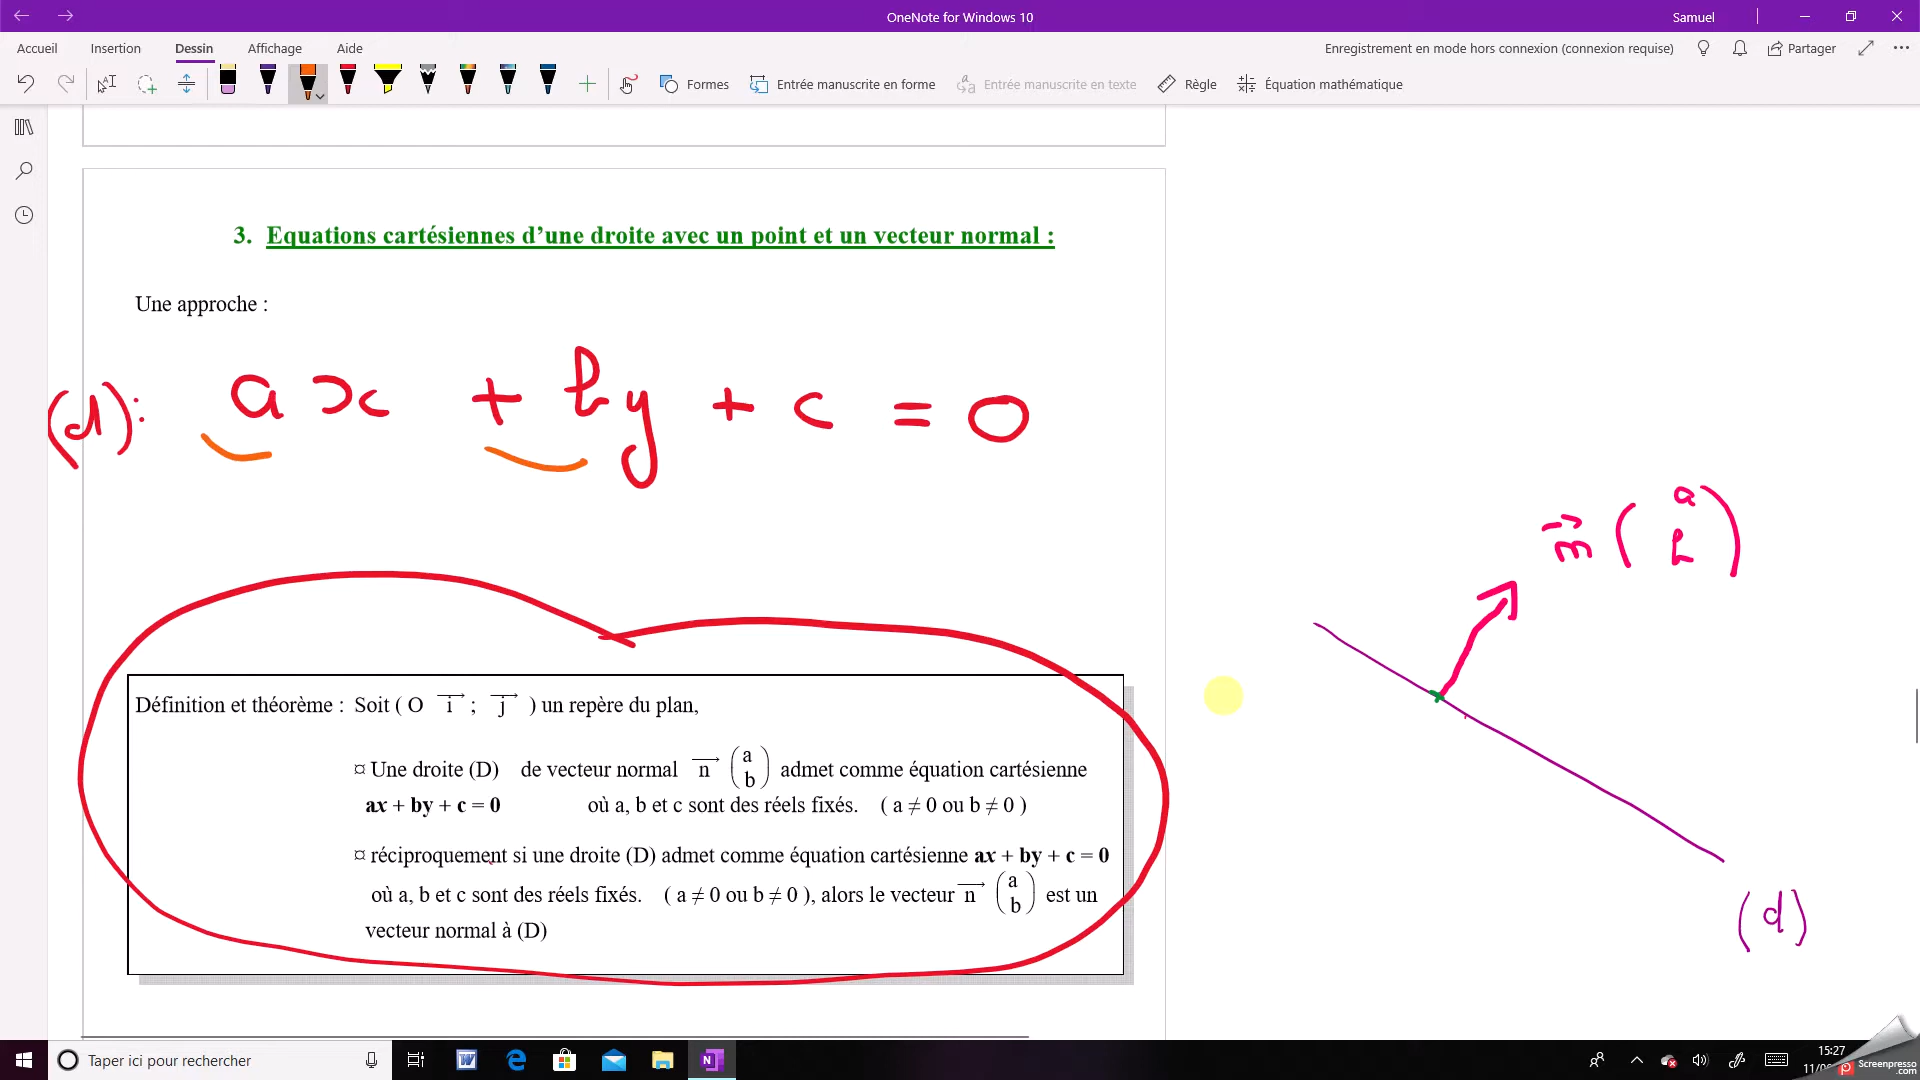 OneNote for Windows 10
Samuel
Accueil Insertion Dessin Affichage Aide
Enregistrement en mode hors connexion (connexion requise) Partager
Formes Entrée manuscrite en forme Entrée manuscrite en texte Règle Équation mathématique
3. Equations cartésiennes d’une droite avec un point et un vecteur normal :
Une approche :
(d): ax + by + c = 0
n⃗ (a b)
Définition et théorème : Soit ( O i⃗ ; j⃗ ) un repère du plan,
¤ Une droite (D) de vecteur normal n⃗ (a b) admet comme équation cartésienne
ax + by + c = 0 où a, b et c sont des réels fixés. ( a ≠ 0 ou b ≠ 0 )
¤ réciproquement si une droite (D) admet comme équation cartésienne ax + by + c = 0
où a, b et c sont des réels fixés. ( a ≠ 0 ou b ≠ 0 ), alors le vecteur n⃗ (a b) est un
vecteur normal à (D)
(d)
Taper ici pour rechercher
15:27
Screenpresso
.com